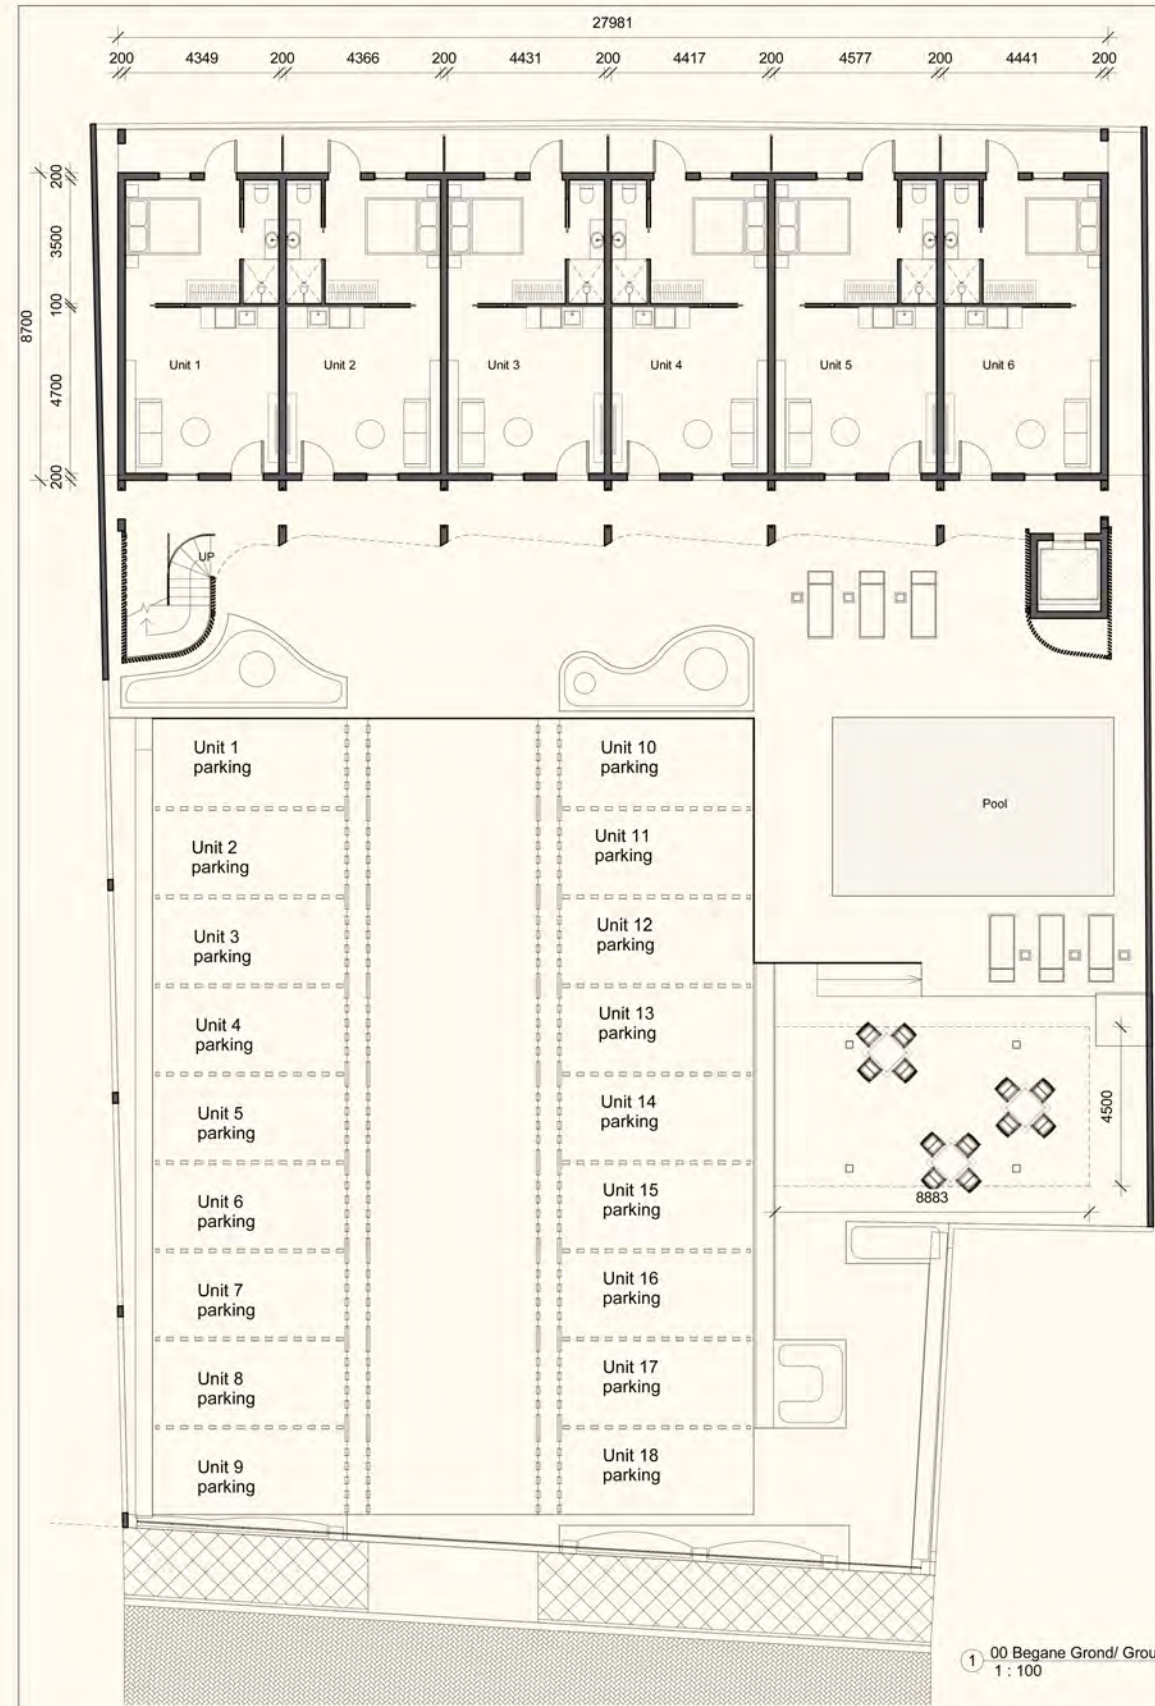 27981
200 4349 200 4366 200 4431 200 4417 200 4577 200 4441 200
200
3500
100
8700
4700
200
Unit 1
Unit 2
Unit 3
Unit 4
Unit 5
Unit 6
UP
Unit 1
parking
Unit 10
parking
Pool
Unit 2
parking
Unit 11
parking
Unit 3
parking
Unit 12
parking
Unit 4
parking
Unit 13
parking
Unit 5
parking
Unit 14
parking
4500
Unit 6
parking
Unit 15
parking
8883
Unit 7
parking
Unit 16
parking
Unit 8
parking
Unit 17
parking
Unit 9
parking
Unit 18
parking
1 00 Begane Grond/ Grou
1 : 100